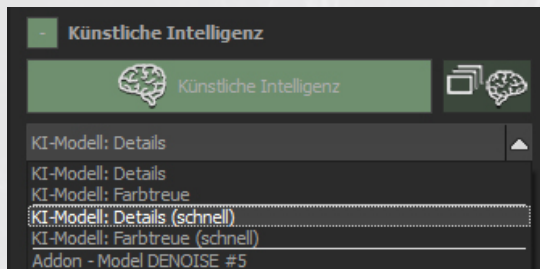 - Künstliche Intelligenz
Künstliche Intelligenz
KI-Modell: Details
KI-Modell: Details
KI-Modell: Farbtreue
KI-Modell: Details (schnell)
KI-Modell: Farbtreue (schnell)
Addon - Model DENOISE #5